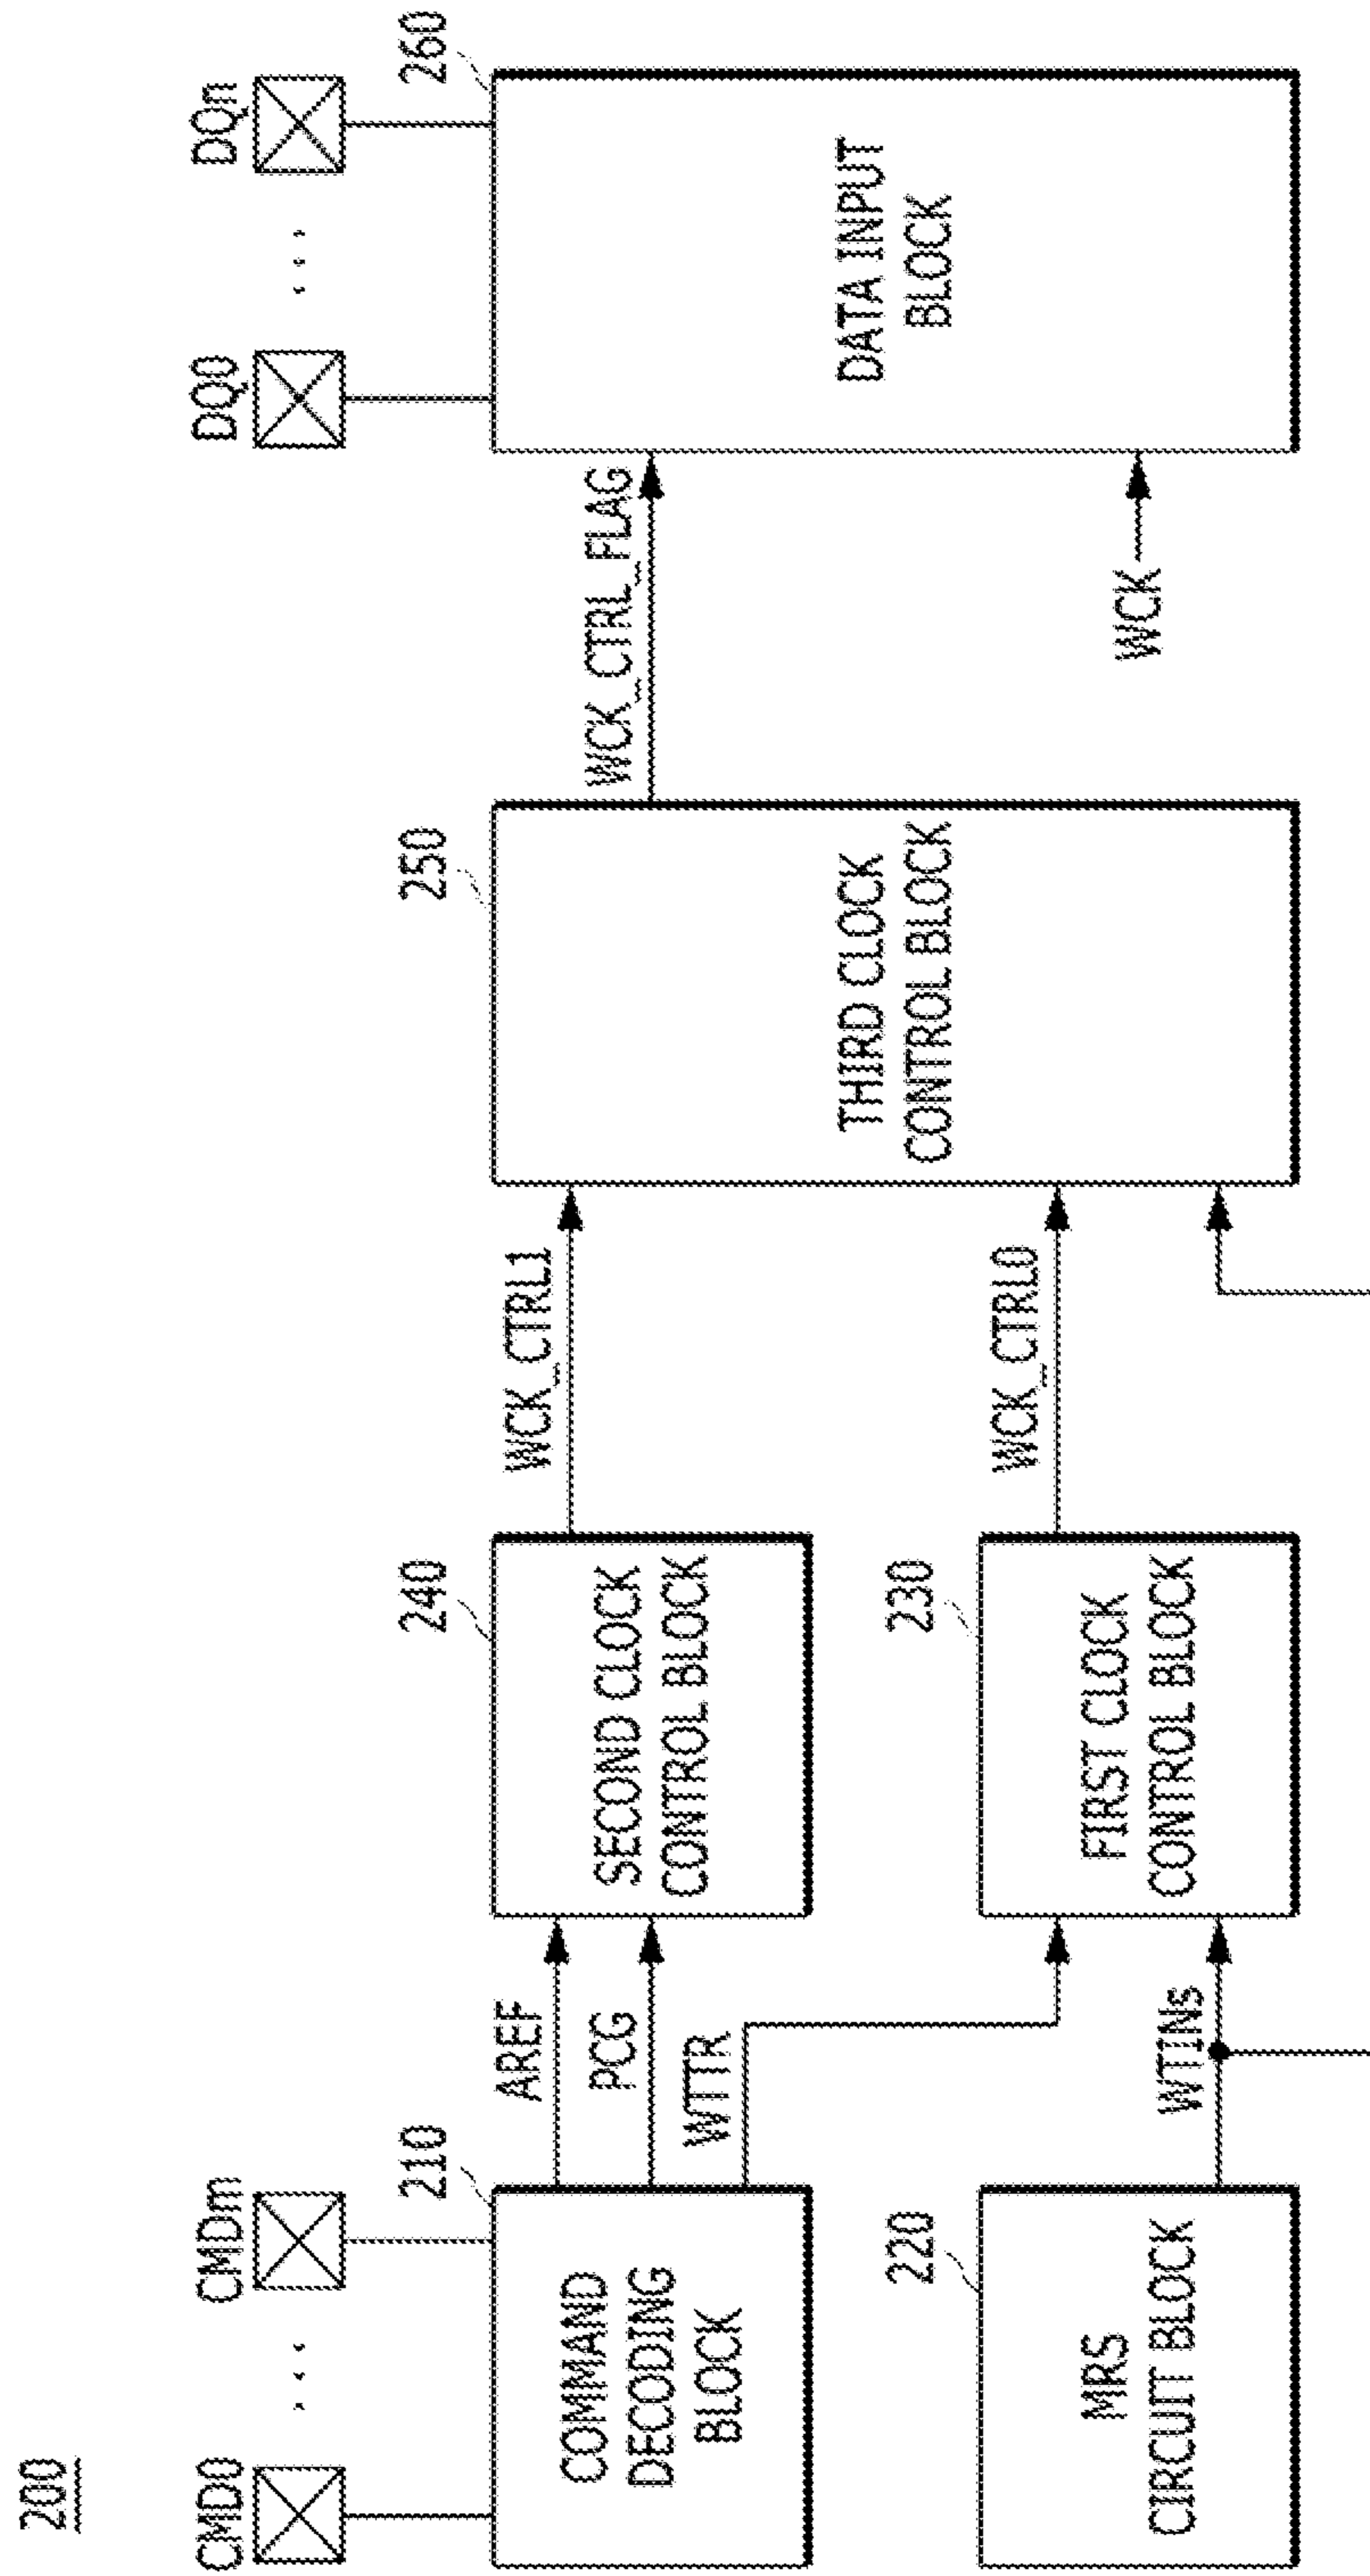 200
CMD0
. . .
CMDm
DQ0
. . .
DQn
210
240
250
260
COMMAND
DECODING
BLOCK
AREF
PCG
WTTR
SECOND CLOCK
CONTROL BLOCK
WCK_CTRL1
THIRD CLOCK
CONTROL BLOCK
WCK_CTRL_FLAG
DATA INPUT
BLOCK
220
230
MRS
CIRCUIT BLOCK
WTINs
FIRST CLOCK
CONTROL BLOCK
WCK_CTRL0
WCK